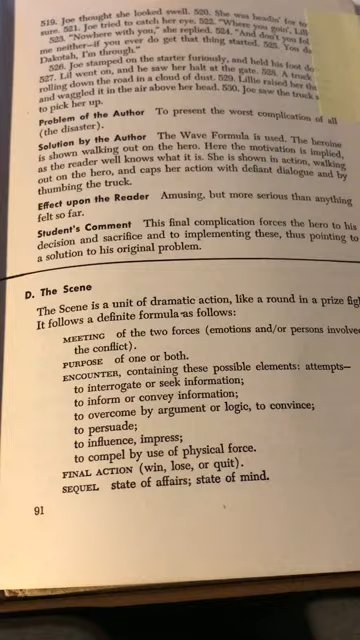 519. Joe thought she looked swell. 520. She was headin' for to
sure. 521. Joe tried to catch her eye. 522. "Where you goin', Lill
523. "Nowhere with you," she replied. 524. "And don't you fol
me neither—if you ever do get that thing started. 525. You do
Dakotah, I'm through."
526. Joe stamped on the starter furiously, and held his foot do
527. Lil went on, and he saw her halt at the gate. 528. A truck
rolling down the road in a cloud of dust. 529. Lillie raised her th
and waggled it in the air above her head. 530. Joe saw the truck s
to pick her up.
Problem of the Author To present the worst complication of all
(the disaster).
Solution by the Author The Wave Formula is used. The heroine
is shown walking out on the hero. Here the motivation is implied,
as the reader well knows what it is. She is shown in action, walking
out on the hero, and caps her action with defiant dialogue and by
thumbing the truck.
Effect upon the Reader Amusing, but more serious than anything
felt so far.
Student's Comment This final complication forces the hero to his
decision and sacrifice and to implementing these, thus pointing to
a solution to his original problem.
D. The Scene
The Scene is a unit of dramatic action, like a round in a prize fig
It follows a definite formula as follows:
MEETING of the two forces (emotions and/or persons involve
the conflict).
PURPOSE of one or both.
ENCOUNTER, containing these possible elements: attempts—
to interrogate or seek information;
to inform or convey information;
to overcome by argument or logic, to convince;
to persuade;
to influence, impress;
to compel by use of physical force.
FINAL ACTION (win, lose, or quit).
SEQUEL state of affairs; state of mind.
91